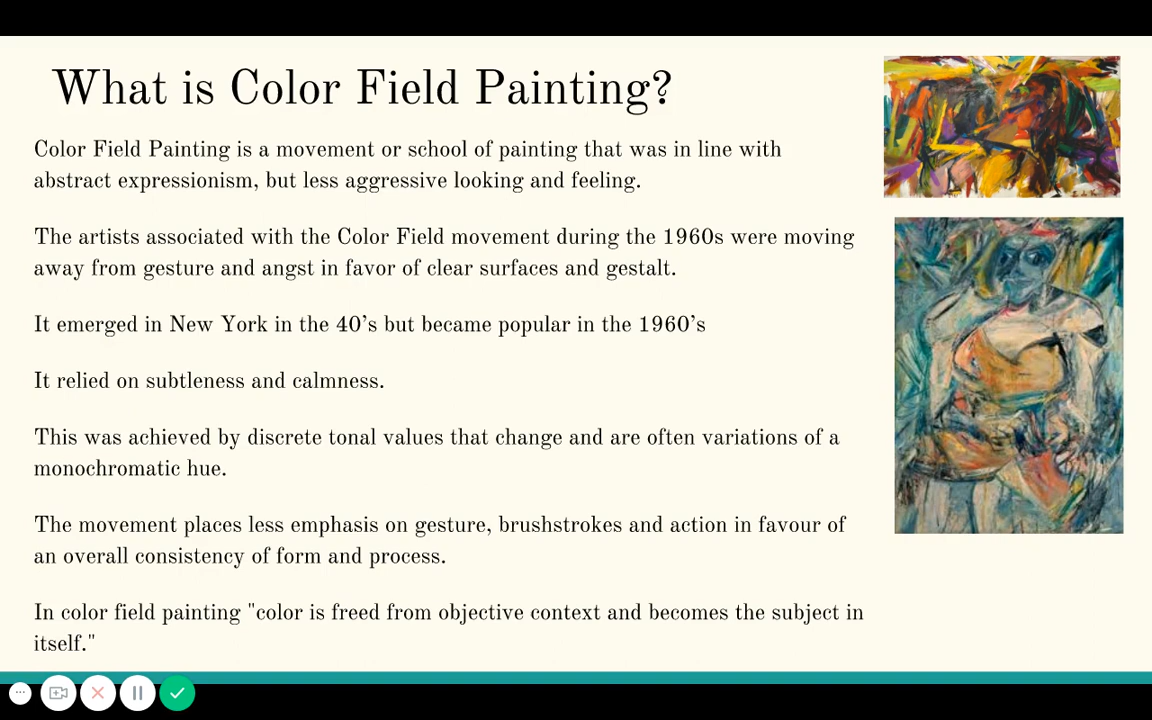 What is Color Field Painting?
Color Field Painting is a movement or school of painting that was in line with
abstract expressionism, but less aggressive looking and feeling.
The artists associated with the Color Field movement during the 1960s were moving
away from gesture and angst in favor of clear surfaces and gestalt.
It emerged in New York in the 40’s but became popular in the 1960’s
It relied on subtleness and calmness.
This was achieved by discrete tonal values that change and are often variations of a
monochromatic hue.
The movement places less emphasis on gesture, brushstrokes and action in favour of
an overall consistency of form and process.
In color field painting "color is freed from objective context and becomes the subject in
itself."